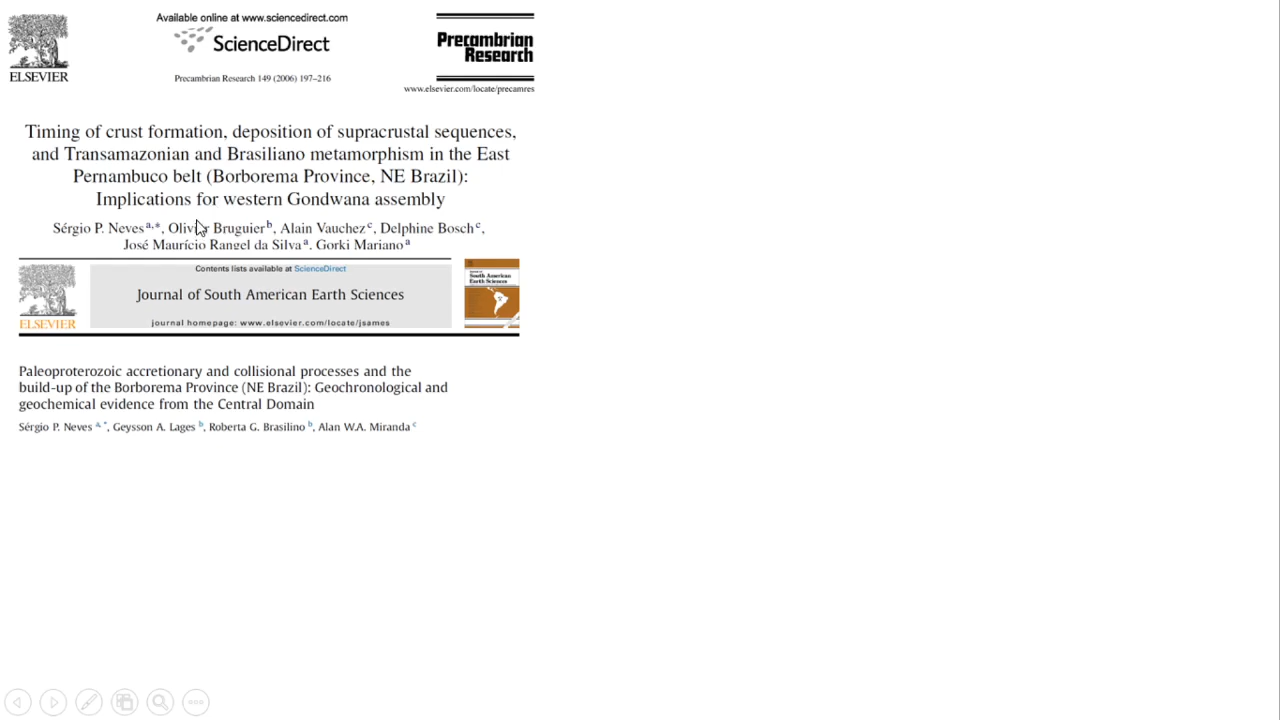 Available online at www.sciencedirect.com
ScienceDirect
ELSEVIER
Precambrian Research 149 (2006) 197–216
Precambrian
Research
www.elsevier.com/locate/precamres
Timing of crust formation, deposition of supracrustal sequences,
and Transamazonian and Brasiliano metamorphism in the East
Pernambuco belt (Borborema Province, NE Brazil):
Implications for western Gondwana assembly
Sérgio P. Neves a,*, Olivier Bruguier b, Alain Vauchez c, Delphine Bosch c,
José Maurício Rangel da Silva a, Gorki Mariano a
Contents lists available at ScienceDirect
Journal of South American Earth Sciences
journal homepage: www.elsevier.com/locate/jsames
ELSEVIER
South American
Earth Sciences
Paleoproterozoic accretionary and collisional processes and the
build-up of the Borborema Province (NE Brazil): Geochronological and
geochemical evidence from the Central Domain
Sérgio P. Neves a, *, Geysson A. Lages b, Roberta G. Brasilino b, Alan W.A. Miranda c